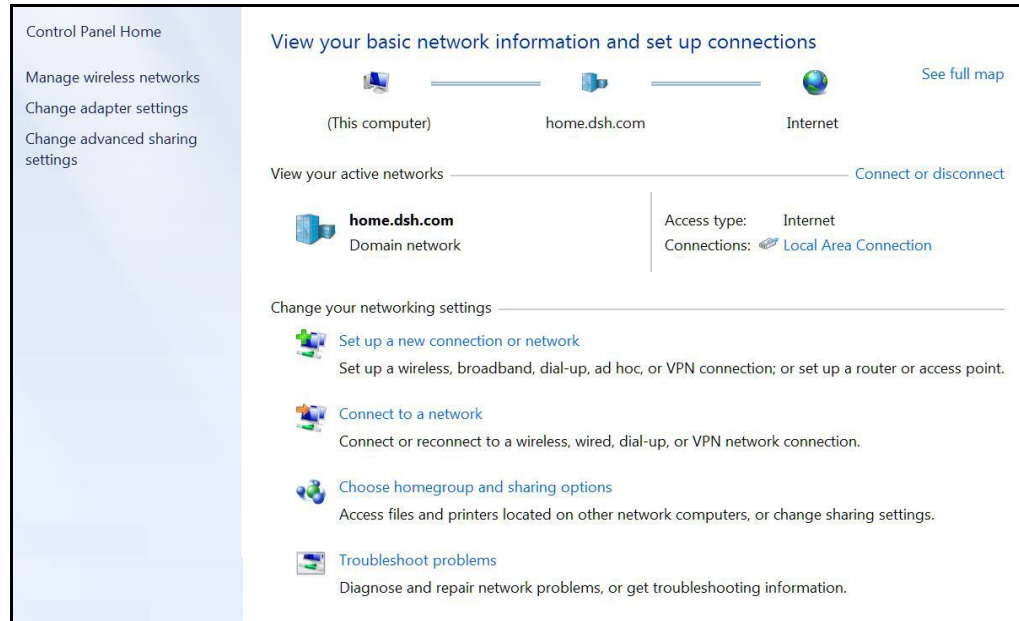 Control Panel Home
Manage wireless networks
Change adapter settings
Change advanced sharing
settings
View your basic network information and set up connections
See full map
(This computer)
home.dsh.com
Internet
View your active networks
Connect or disconnect
home.dsh.com
Domain network
Access type: Internet
Connections: Local Area Connection
Change your networking settings
Set up a new connection or network
Set up a wireless, broadband, dial-up, ad hoc, or VPN connection; or set up a router or access point.
Connect to a network
Connect or reconnect to a wireless, wired, dial-up, or VPN network connection.
Choose homegroup and sharing options
Access files and printers located on other network computers, or change sharing settings.
Troubleshoot problems
Diagnose and repair network problems, or get troubleshooting information.